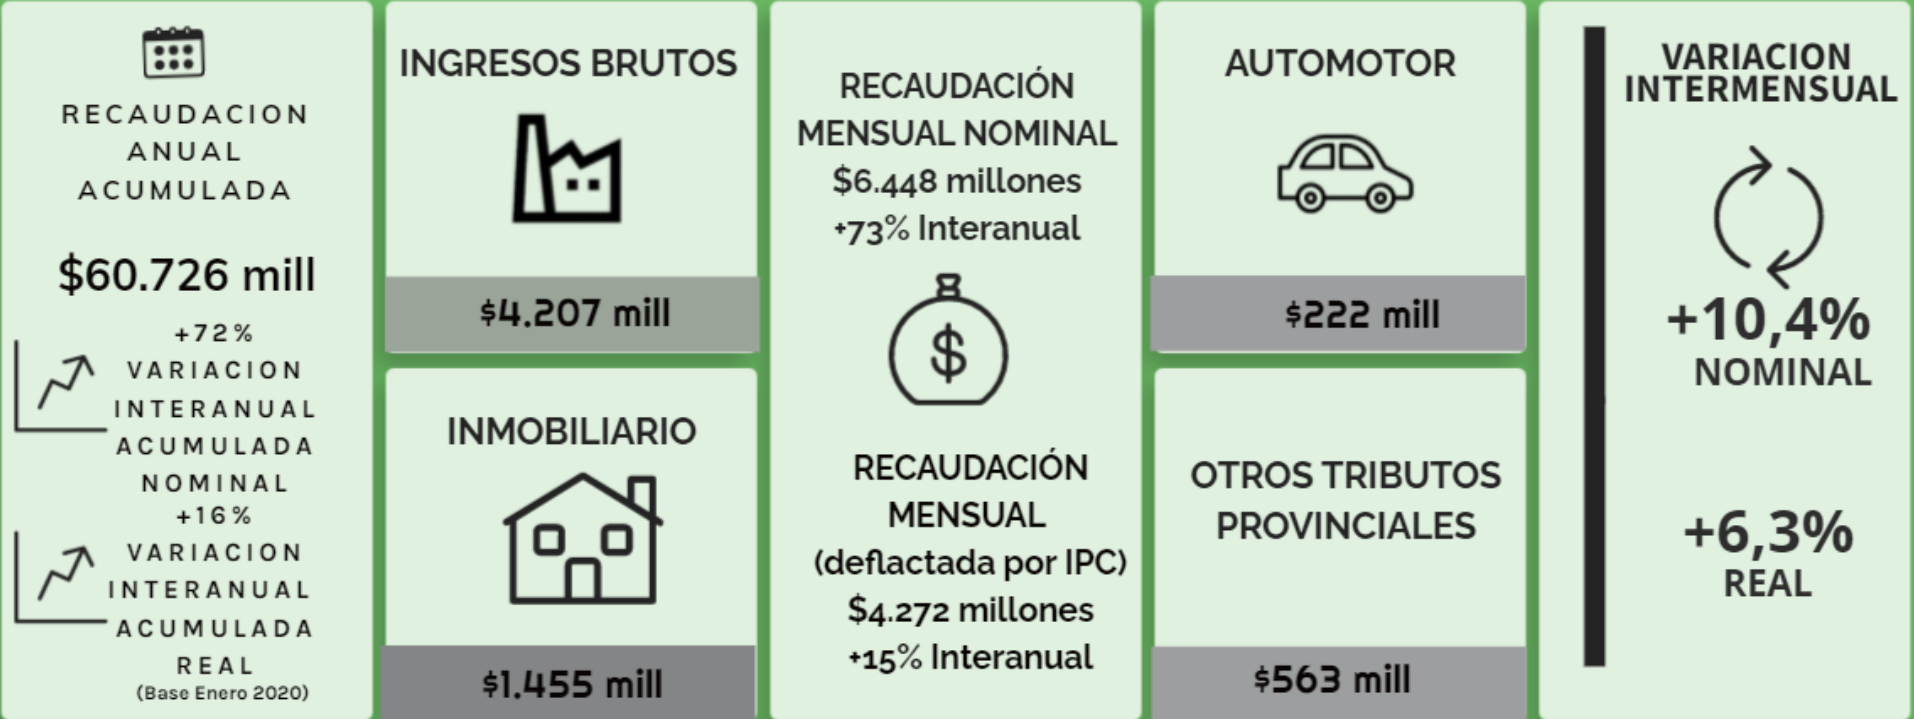 RECAUDACION
ANUAL
ACUMULADA
$60.726 mill
+72%
VARIACION
INTERANUAL
ACUMULADA
NOMINAL
+16%
VARIACION
INTERANUAL
ACUMULADA
REAL
(Base Enero 2020)
INGRESOS BRUTOS
$4.207 mill
INMOBILIARIO
$1.455 mill
RECAUDACIÓN
MENSUAL NOMINAL
$6.448 millones
+73% Interanual
$
RECAUDACIÓN
MENSUAL
(deflactada por IPC)
$4.272 millones
+15% Interanual
AUTOMOTOR
$222 mill
OTROS TRIBUTOS
PROVINCIALES
$563 mill
VARIACION
INTERMENSUAL
+10,4%
NOMINAL
+6,3%
REAL